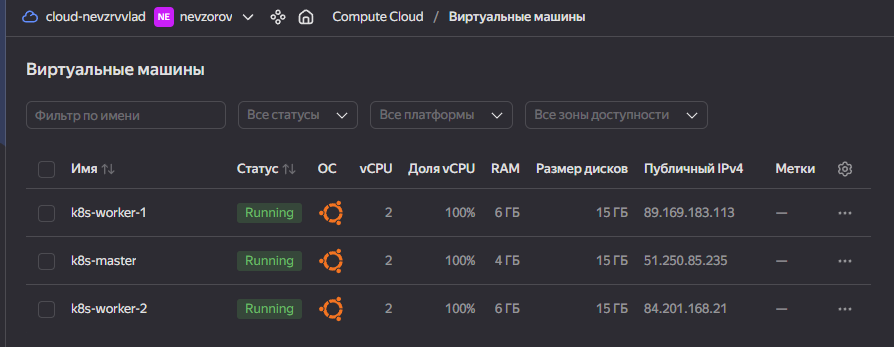 cloud-nevzrvvlad NE nevzorov Compute Cloud / Виртуальные машины
Виртуальные машины
Фильтр по имени Все статусы Все платформы Все зоны доступности
Имя Статус ОС vCPU Доля vCPU RAM Размер дисков Публичный IPv4 Метки
k8s-worker-1 Running 2 100% 6 ГБ 15 ГБ 89.169.183.113 —
k8s-master Running 2 100% 4 ГБ 15 ГБ 51.250.85.235 —
k8s-worker-2 Running 2 100% 6 ГБ 15 ГБ 84.201.168.21 —